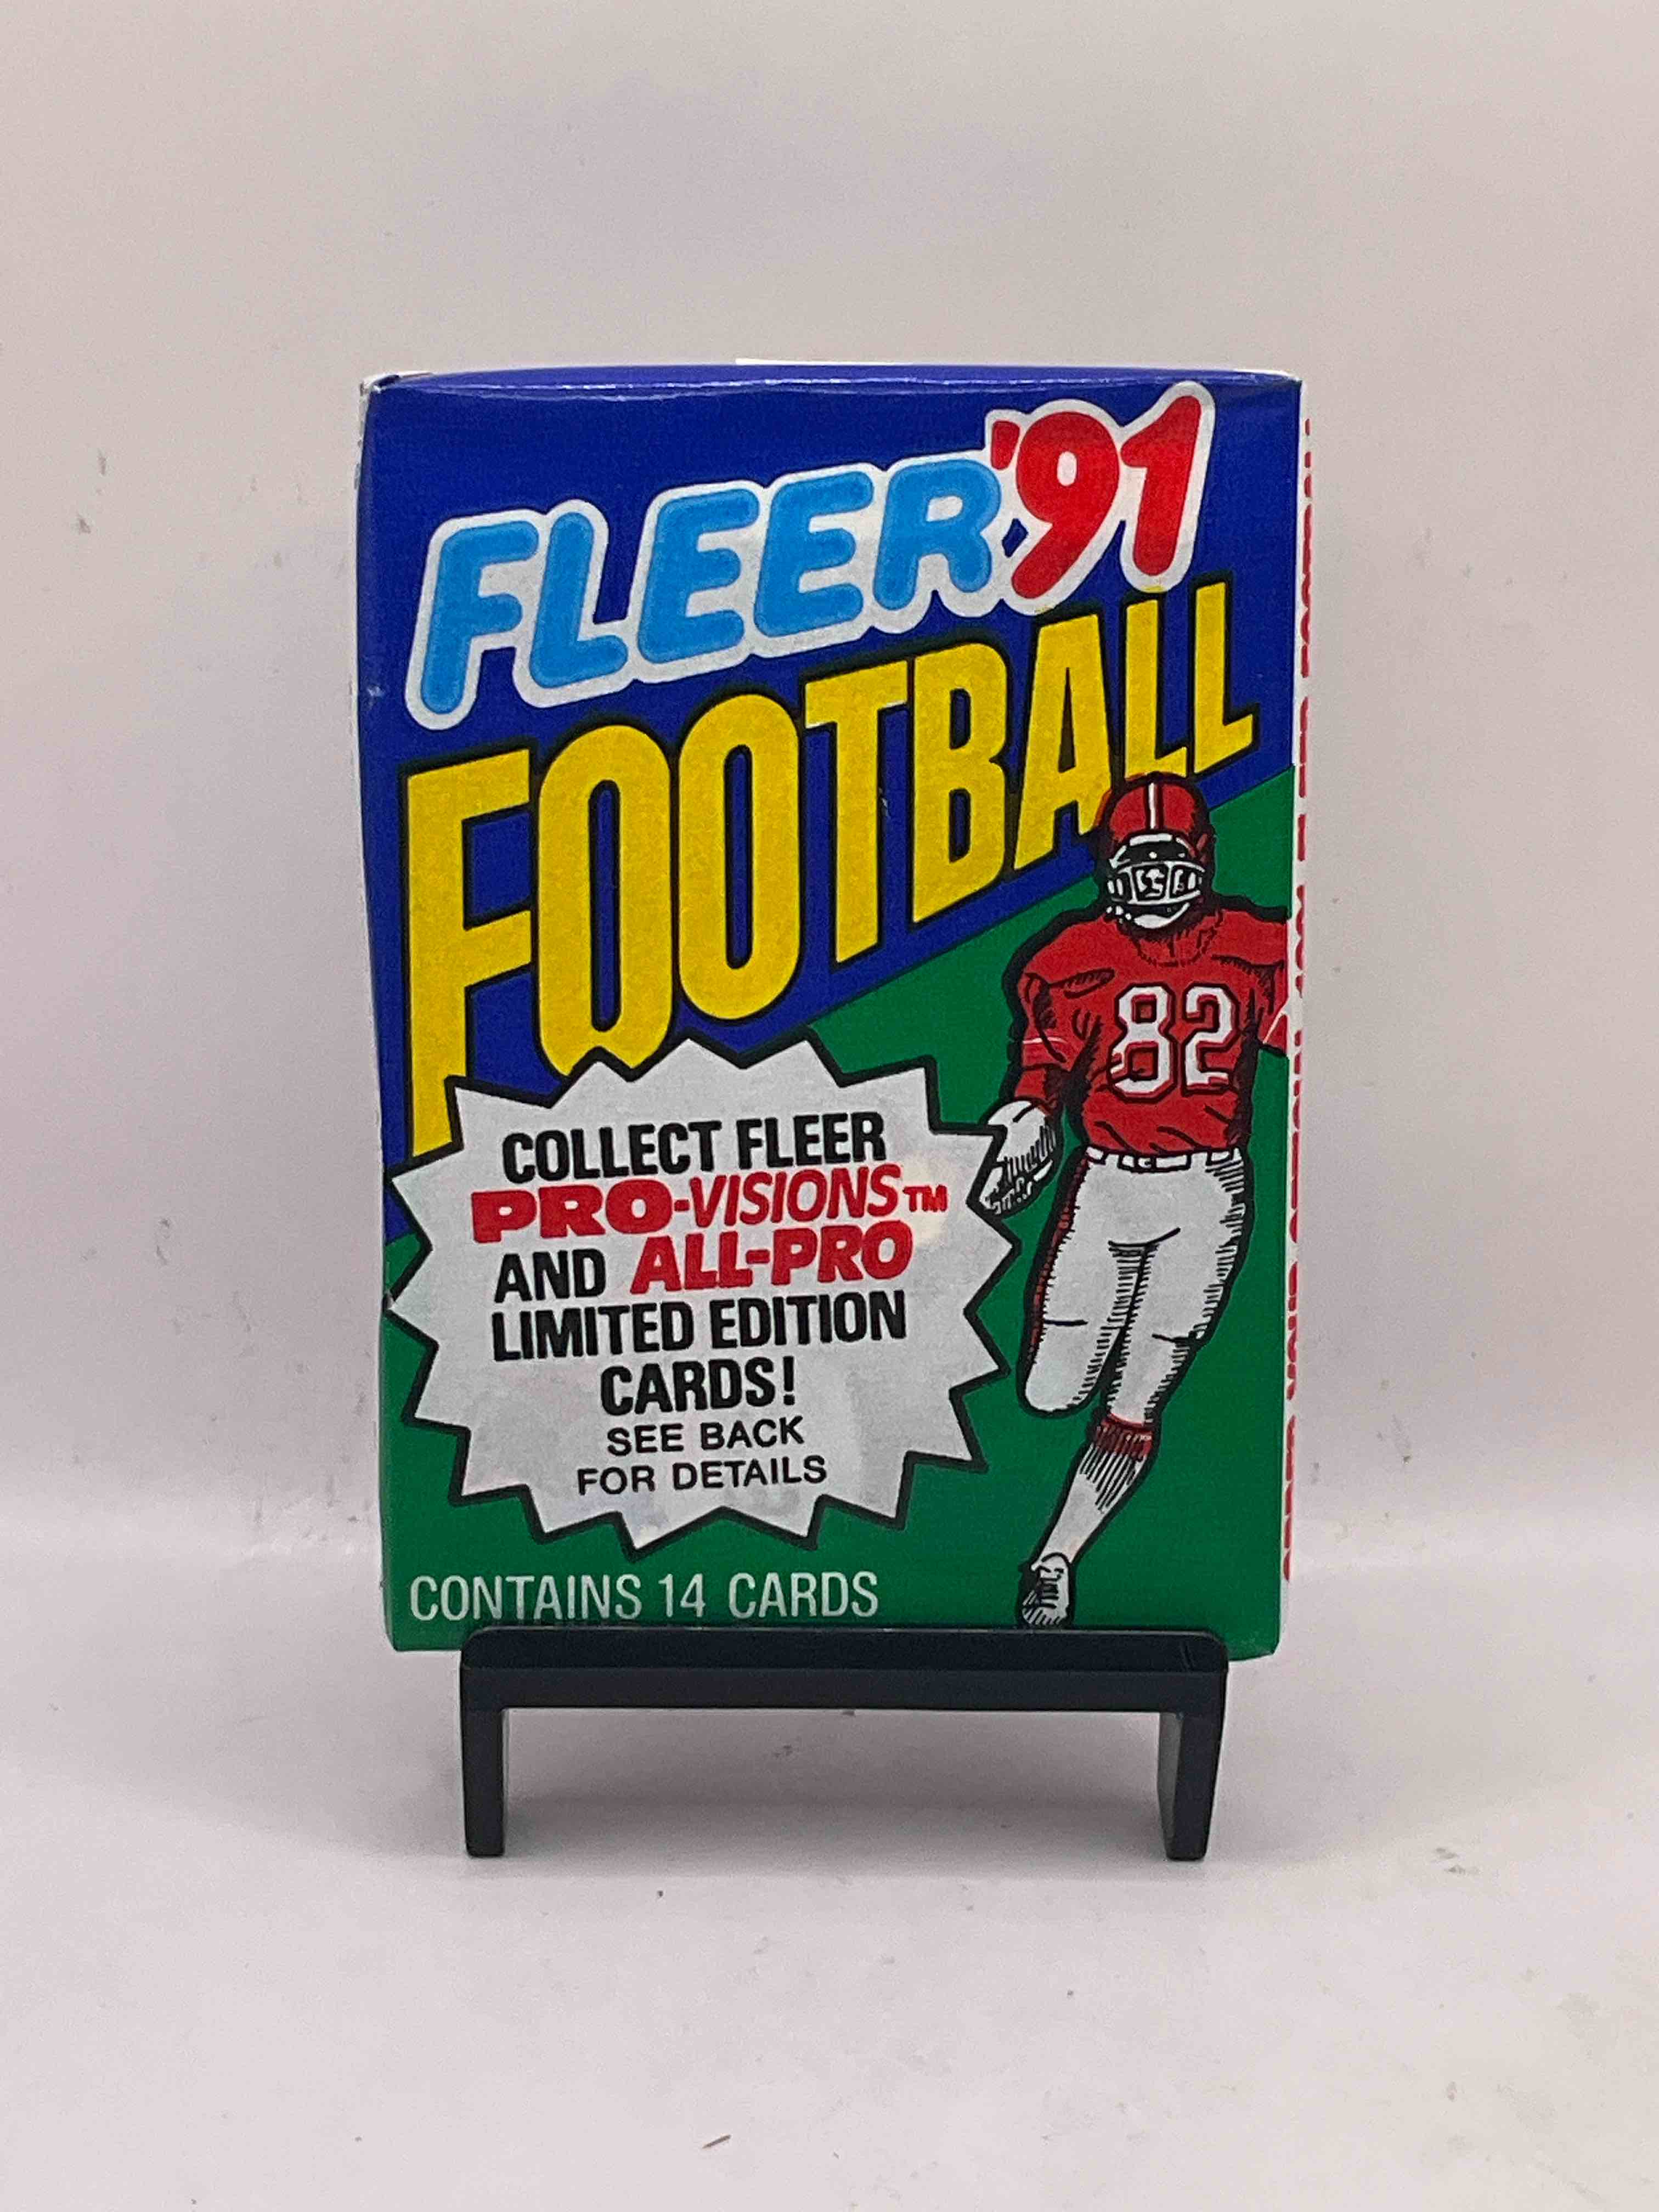 FLEER '91
FOOTBALL
82
COLLECT FLEER
PRO-VISIONS™
AND ALL-PRO
LIMITED EDITION
CARDS!
SEE BACK
FOR DETAILS
CONTAINS 14 CARDS